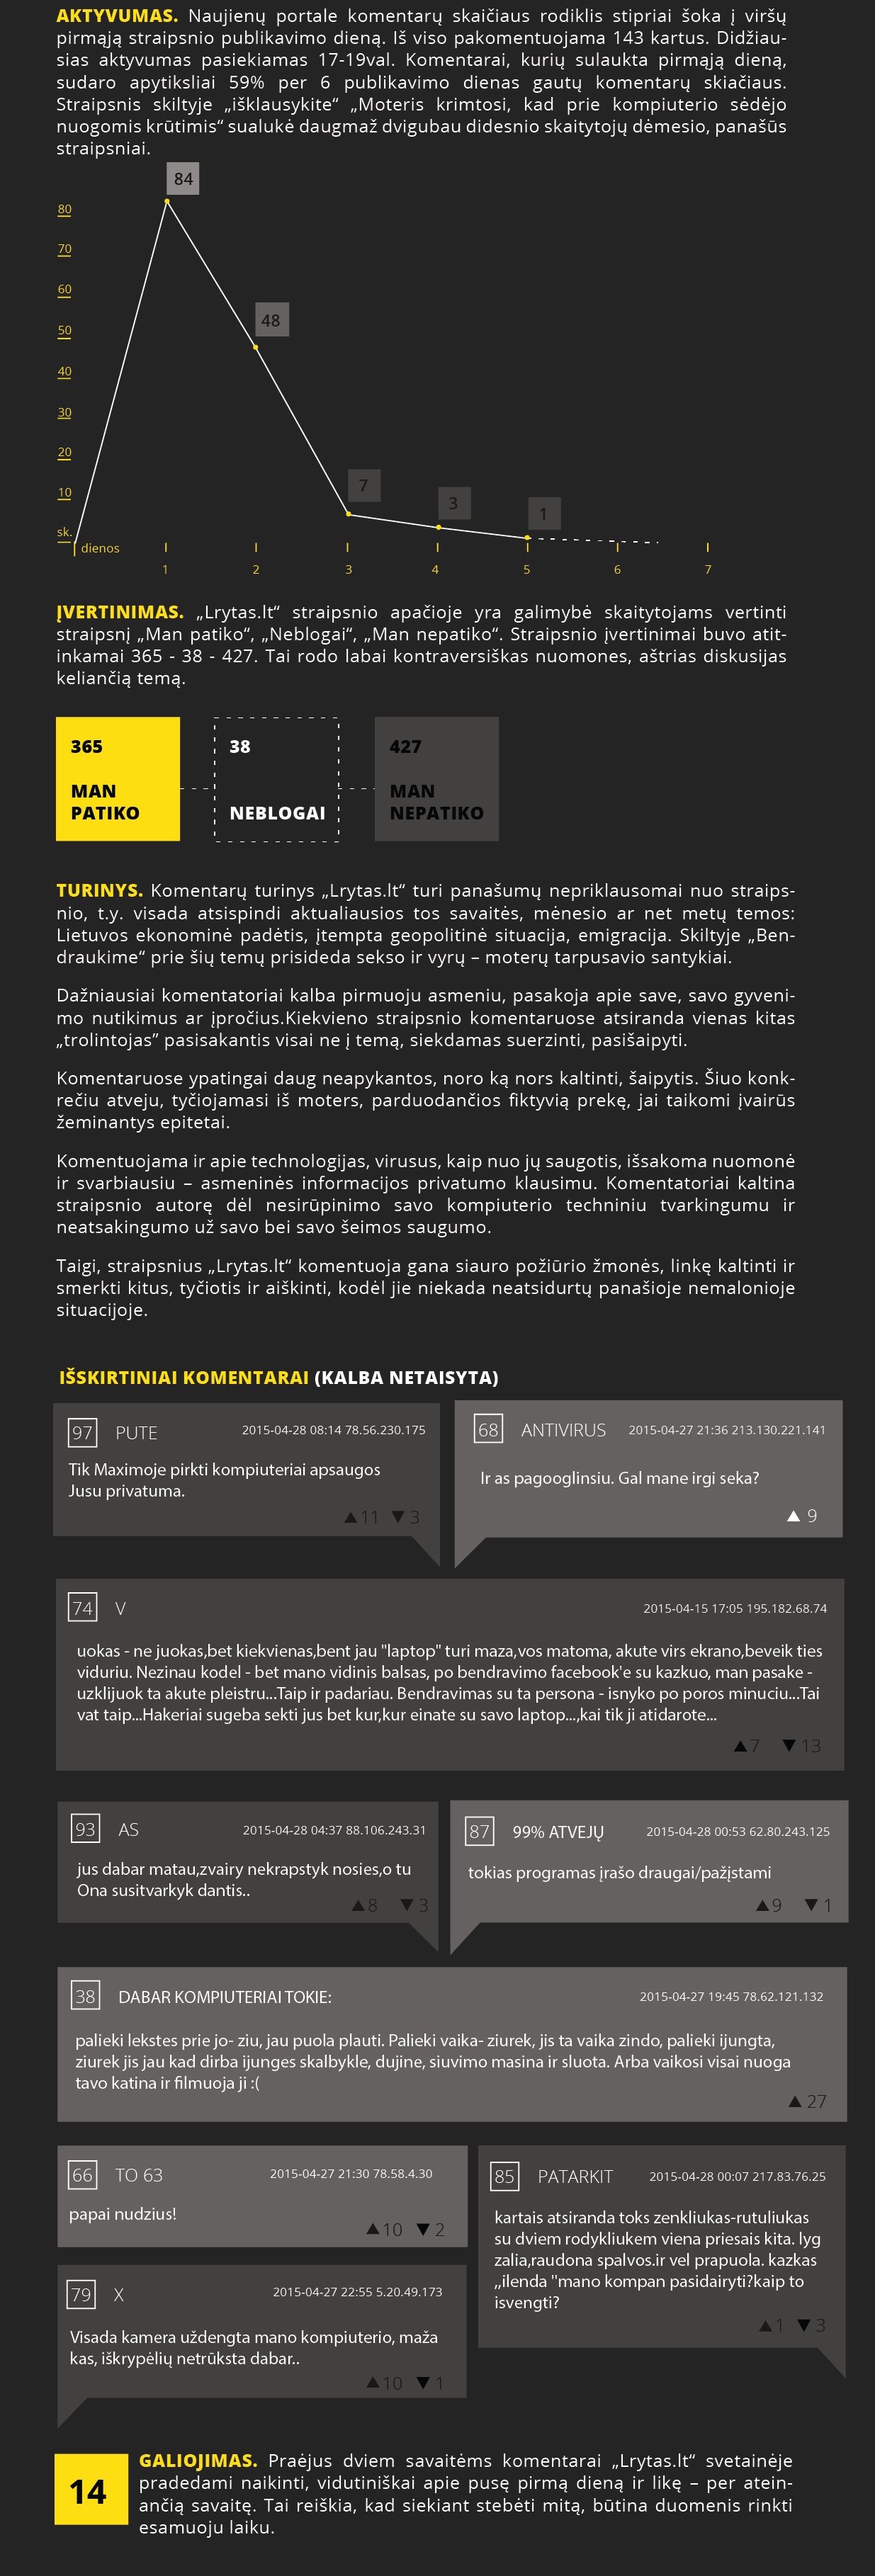 AKTYVUMAS. Naujienų portale komentarų skaičiaus rodiklis stipriai šoka į viršų
pirmąją straipsnio publikavimo dieną. Iš viso pakomentuojama 143 kartus. Didžiau-
sias aktyvumas pasiekiamas 17-19val. Komentarai, kurių sulaukta pirmąją dieną,
sudaro apytiksliai 59% per 6 publikavimo dienas gautų komentarų skiačiaus.
Straipsnis skiltyje „išklausykite“ „Moteris krimtosi, kad prie kompiuterio sėdėjo
nuogomis krūtimis“ sualukė daugmaž dvigubau didesnio skaitytojų dėmesio, panašūs
straipsniai.
84
80
70
60
50
48
40
30
20
10
7
3
1
sk.
dienos
1 2 3 4 5 6 7
ĮVERTINIMAS. „Lrytas.lt“ straipsnio apačioje yra galimybė skaitytojams vertinti
straipsnį „Man patiko“, „Neblogai“, „Man nepatiko“. Straipsnio įvertinimai buvo atit-
inkamai 365 - 38 - 427. Tai rodo labai kontraversiškas nuomones, aštrias diskusijas
keliančią temą.
365
MAN
PATIKO
38
NEBLOGAI
427
MAN
NEPATIKO
TURINYS. Komentarų turinys „Lrytas.lt“ turi panašumų nepriklausomai nuo straips-
nio, t.y. visada atsispindi aktualiausios tos savaitės, mėnesio ar net metų temos:
Lietuvos ekonominė padėtis, įtempta geopolitinė situacija, emigracija. Skiltyje „Ben-
draukime“ prie šių temų prisideda sekso ir vyrų – moterų tarpusavio santykiai.
Dažniausiai komentatoriai kalba pirmuoju asmeniu, pasakoja apie save, savo gyveni-
mo nutikimus ar įpročius.Kiekvieno straipsnio komentaruose atsiranda vienas kitas
„trolintojas” pasisakantis visai ne į temą, siekdamas suerzinti, pasišaipyti.
Komentaruose ypatingai daug neapykantos, noro ką nors kaltinti, šaipytis. Šiuo konk-
rečiu atveju, tyčiojamasi iš moters, parduodančios fiktyvią prekę, jai taikomi įvairūs
žeminantys epitetai.
Komentuojama ir apie technologijas, virusus, kaip nuo jų saugotis, išsakoma nuomonė
ir svarbiausiu – asmeninės informacijos privatumo klausimu. Komentatoriai kaltina
straipsnio autorę dėl nesirūpinimo savo kompiuterio techniniu tvarkingumu ir
neatsakingumo už savo bei savo šeimos saugumo.
Taigi, straipsnius „Lrytas.lt“ komentuoja gana siauro požiūrio žmonės, linkę kaltinti ir
smerkti kitus, tyčiotis ir aiškinti, kodėl jie niekada neatsidurtų panašioje nemalonioje
situacijoje.
IŠSKIRTINIAI KOMENTARAI (KALBA NETAISYTA)
97 PUTE 2015-04-28 08:14 78.56.230.175
Tik Maximoje pirkti kompiuteriai apsaugos
Jusu privatuma.
▲11 ▼3
68 ANTIVIRUS 2015-04-27 21:36 213.130.221.141
Ir as pagooglinsiu. Gal mane irgi seka?
▲ 9
74 V 2015-04-15 17:05 195.182.68.74
uokas - ne juokas,bet kiekvienas,bent jau "laptop" turi maza,vos matoma, akute virs ekrano,beveik ties
viduriu. Nezinau kodel - bet mano vidinis balsas, po bendravimo facebook'e su kazkuo, man pasake -
uzklijuok ta akute pleistru...Taip ir padariau. Bendravimas su ta persona - isnyko po poros minuciu...Tai
vat taip...Hakeriai sugeba sekti jus bet kur,kur einate su savo laptop...,kai tik ji atidarote...
▲7 ▼13
93 AS 2015-04-28 04:37 88.106.243.31
jus dabar matau,zvairy nekrapstyk nosies,o tu
Ona susitvarkyk dantis..
▲8 ▼3
87 99% ATVEJŲ 2015-04-28 00:53 62.80.243.125
tokias programas įrašo draugai/pažįstami
▲9 ▼1
38 DABAR KOMPIUTERIAI TOKIE: 2015-04-27 19:45 78.62.121.132
palieki lekstes prie jo- ziu, jau puola plauti. Palieki vaika- ziurek, jis ta vaika zindo, palieki ijungta,
ziurek jis jau kad dirba ijunges skalbykle, dujine, siuvimo masina ir sluota. Arba vaikosi visai nuoga
tavo katina ir filmuoja ji :(
▲ 27
66 TO 63 2015-04-27 21:30 78.58.4.30
papai nudzius!
▲10 ▼2
85 PATARKIT 2015-04-28 00:07 217.83.76.25
kartais atsiranda toks zenkliukas-rutuliukas
su dviem rodykliukem viena priesais kita. lyg
zalia,raudona spalvos.ir vel prapuola. kazkas
,,ilenda ''mano kompan pasidairyti?kaip to
isvengti?
▲1 ▼3
79 X 2015-04-27 22:55 5.20.49.173
Visada kamera uždengta mano kompiuterio, maža
kas, iškrypėlių netrūksta dabar..
▲10 ▼1
14
GALIOJIMAS. Praėjus dviem savaitėms komentarai „Lrytas.lt“ svetainėje
pradedami naikinti, vidutiniškai apie pusę pirmą dieną ir likę – per atein-
ančią savaitę. Tai reiškia, kad siekiant stebėti mitą, būtina duomenis rinkti
esamuoju laiku.